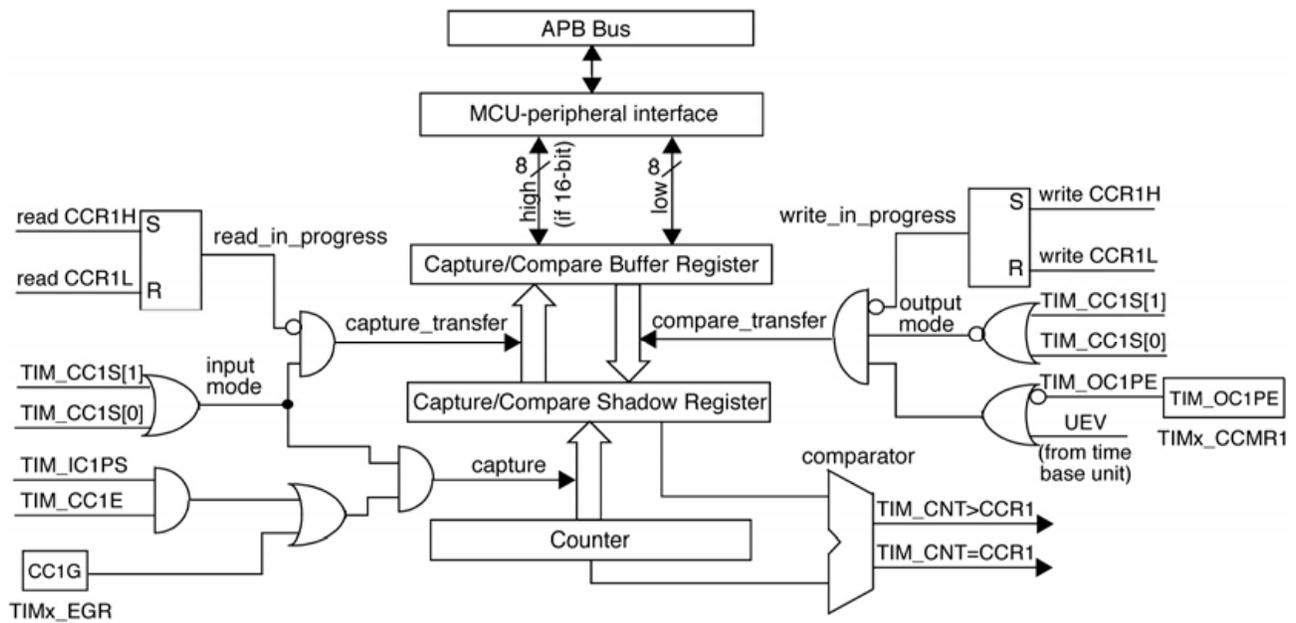 APB Bus
MCU-peripheral interface
8
high
(if 16-bit)
8
low
read CCR1H
S
read_in_progress
read CCR1L
R
write_in_progress
S
write CCR1H
R
write CCR1L
Capture/Compare Buffer Register
capture_transfer
compare_transfer
output
mode
TIM_CC1S[1]
TIM_CC1S[0]
input
mode
TIM_CC1S[1]
TIM_CC1S[0]
Capture/Compare Shadow Register
TIM_OC1PE
TIM_OC1PE
TIMx_CCMR1
UEV
(from time
base unit)
TIM_IC1PS
TIM_CC1E
capture
comparator
CC1G
TIMx_EGR
Counter
TIM_CNT>CCR1
TIM_CNT=CCR1